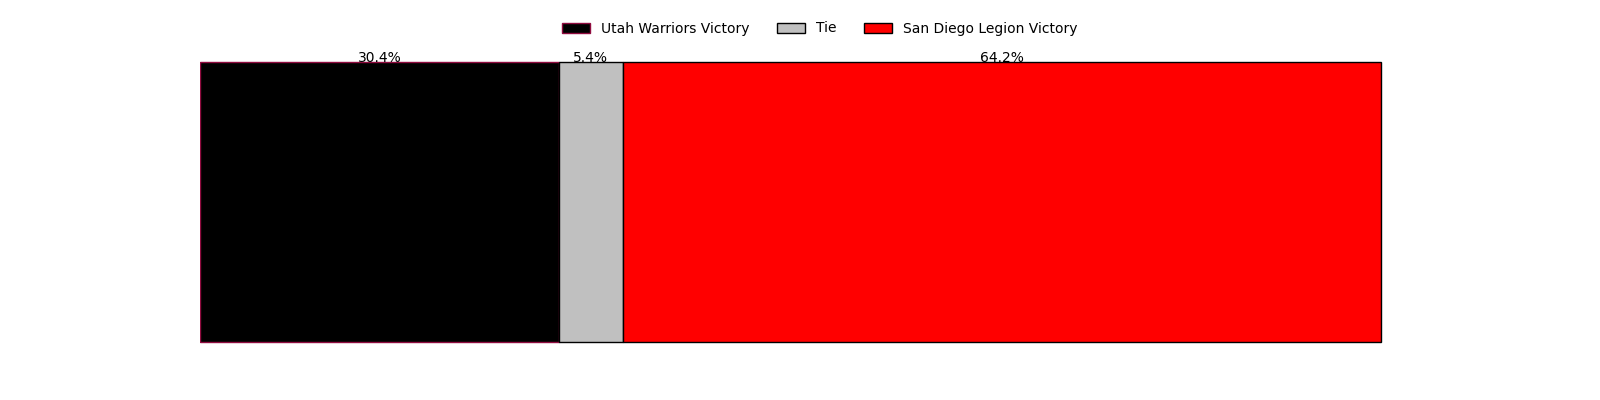 Utah Warriors Victory Tie San Diego Legion Victory
30.4% 5.4% 64.2%